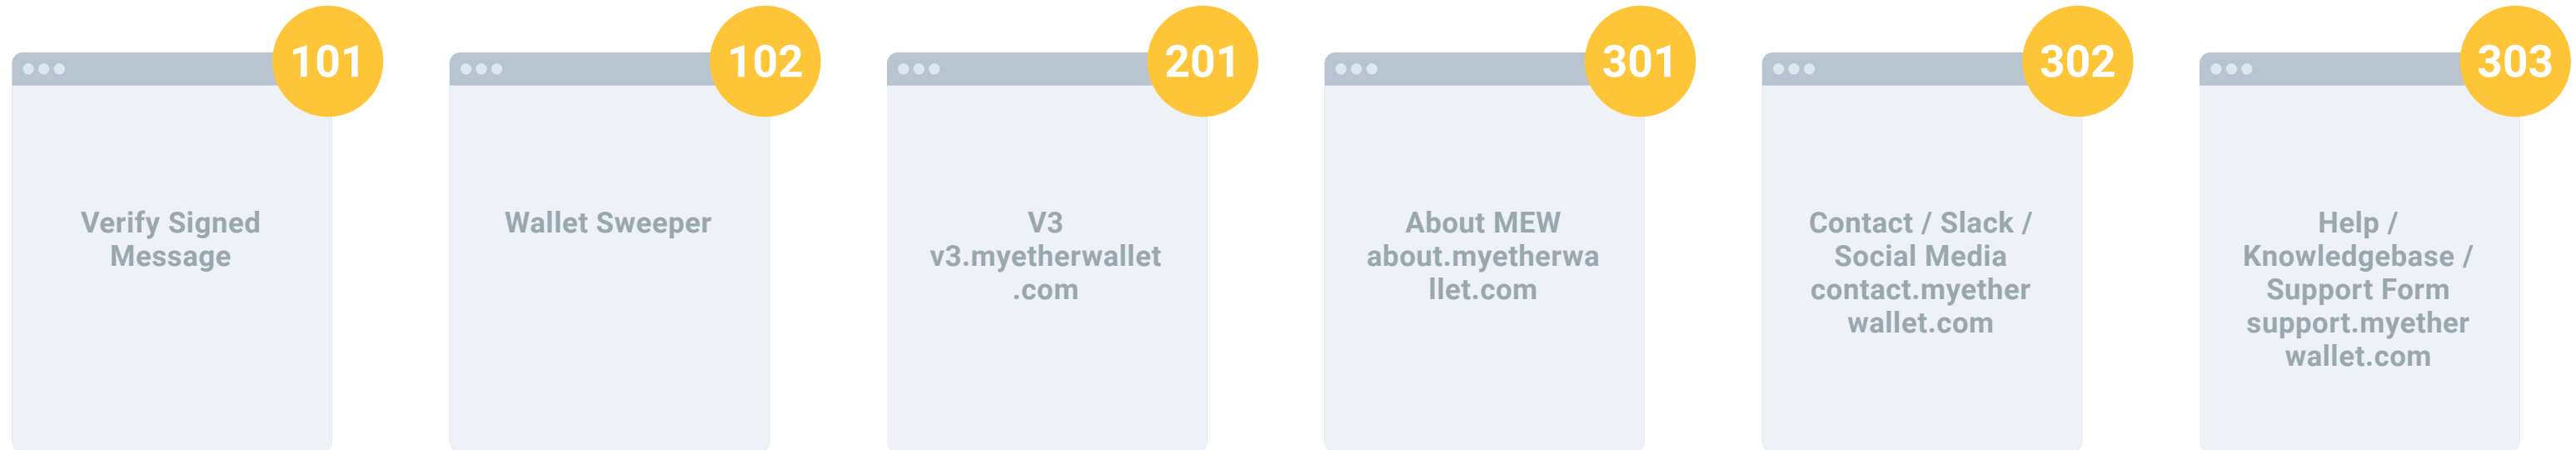 101
Verify Signed
Message
102
Wallet Sweeper
201
V3
v3.myetherwallet
.com
301
About MEW
about.myetherwa
llet.com
302
Contact / Slack /
Social Media
contact.myether
wallet.com
303
Help /
Knowledgebase /
Support Form
support.myether
wallet.com